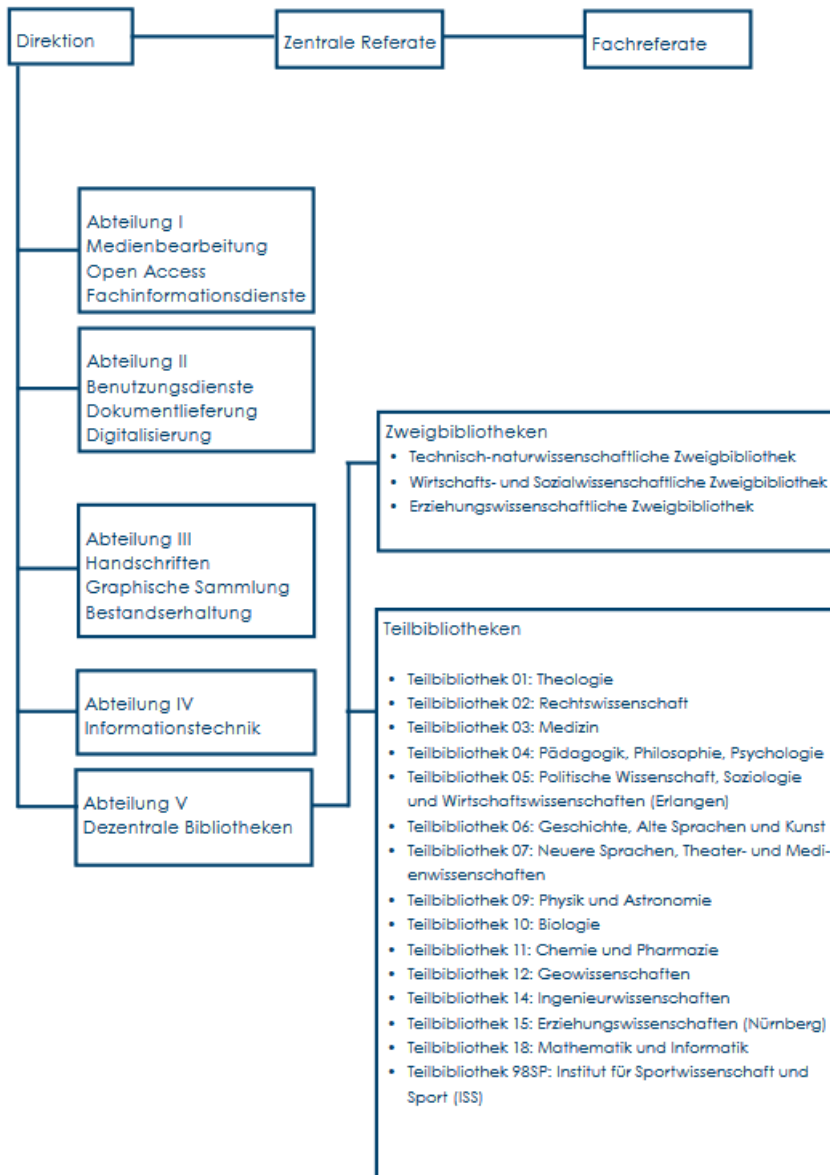 Direktion
Zentrale Referate
Fachreferate
Abteilung I
Medienbearbeitung
Open Access
Fachinformationsdienste
Abteilung II
Benutzungsdienste
Dokumentlieferung
Digitalisierung
Abteilung III
Handschriften
Graphische Sammlung
Bestandserhaltung
Abteilung IV
Informationstechnik
Abteilung V
Dezentrale Bibliotheken
Zweigbibliotheken
• Technisch-naturwissenschaftliche Zweigbibliothek
• Wirtschafts- und Sozialwissenschaftliche Zweigbibliothek
• Erziehungswissenschaftliche Zweigbibliothek
Teilbibliotheken
• Teilbibliothek 01: Theologie
• Teilbibliothek 02: Rechtswissenschaft
• Teilbibliothek 03: Medizin
• Teilbibliothek 04: Pädagogik, Philosophie, Psychologie
• Teilbibliothek 05: Politische Wissenschaft, Soziologie
und Wirtschaftswissenschaften (Erlangen)
• Teilbibliothek 06: Geschichte, Alte Sprachen und Kunst
• Teilbibliothek 07: Neuere Sprachen, Theater- und Medi-
enwissenschaften
• Teilbibliothek 09: Physik und Astronomie
• Teilbibliothek 10: Biologie
• Teilbibliothek 11: Chemie und Pharmazie
• Teilbibliothek 12: Geowissenschaften
• Teilbibliothek 14: Ingenieurwissenschaften
• Teilbibliothek 15: Erziehungswissenschaften (Nürnberg)
• Teilbibliothek 18: Mathematik und Informatik
• Teilbibliothek 98SP: Institut für Sportwissenschaft und
Sport (ISS)